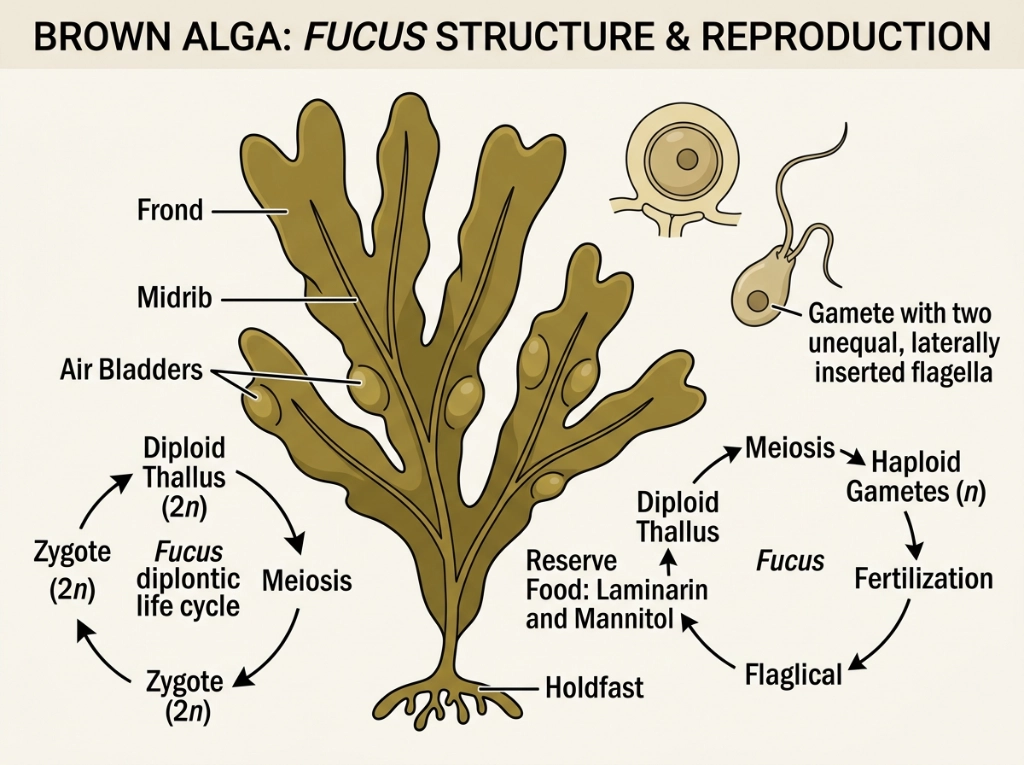 BROWN ALGA: FUCUS STRUCTURE & REPRODUCTION
Frond
Midrib
Air Bladders
Gamete with two
unequal, laterally
inserted flagella
Diploid
Thallus
(2n)
Meiosis
Zygote
(2n)
Zygote
(2n)
Fucus
diplontic
life cycle
Holdfast
Meiosis
Haploid
Gametes (n)
Fertilization
Flaglical
Reserve
Food: Laminarin
and Mannitol
Diploid
Thallus
Fucus